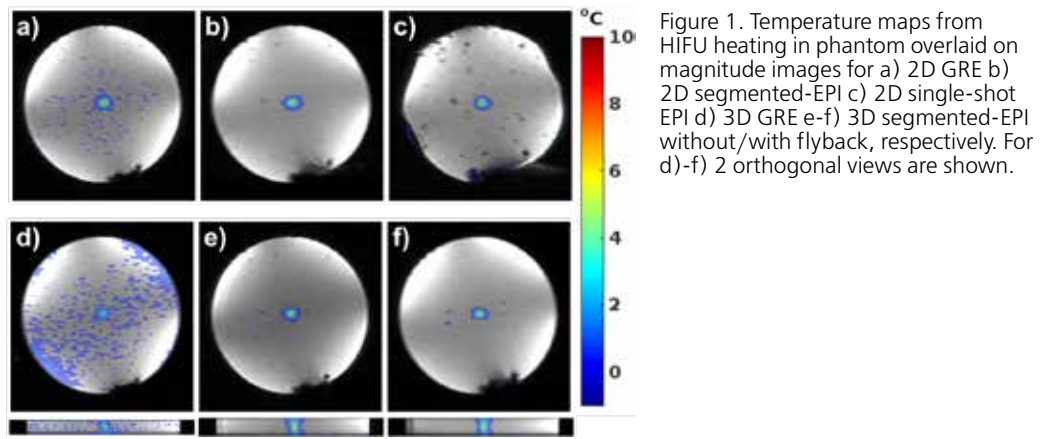 a)
b)
c)
°C
10
8
6
4
2
0
d)
e)
f)
Figure 1. Temperature maps from
HIFU heating in phantom overlaid on
magnitude images for a) 2D GRE b)
2D segmented-EPI c) 2D single-shot
EPI d) 3D GRE e-f) 3D segmented-EPI
without/with flyback, respectively. For
d)-f) 2 orthogonal views are shown.